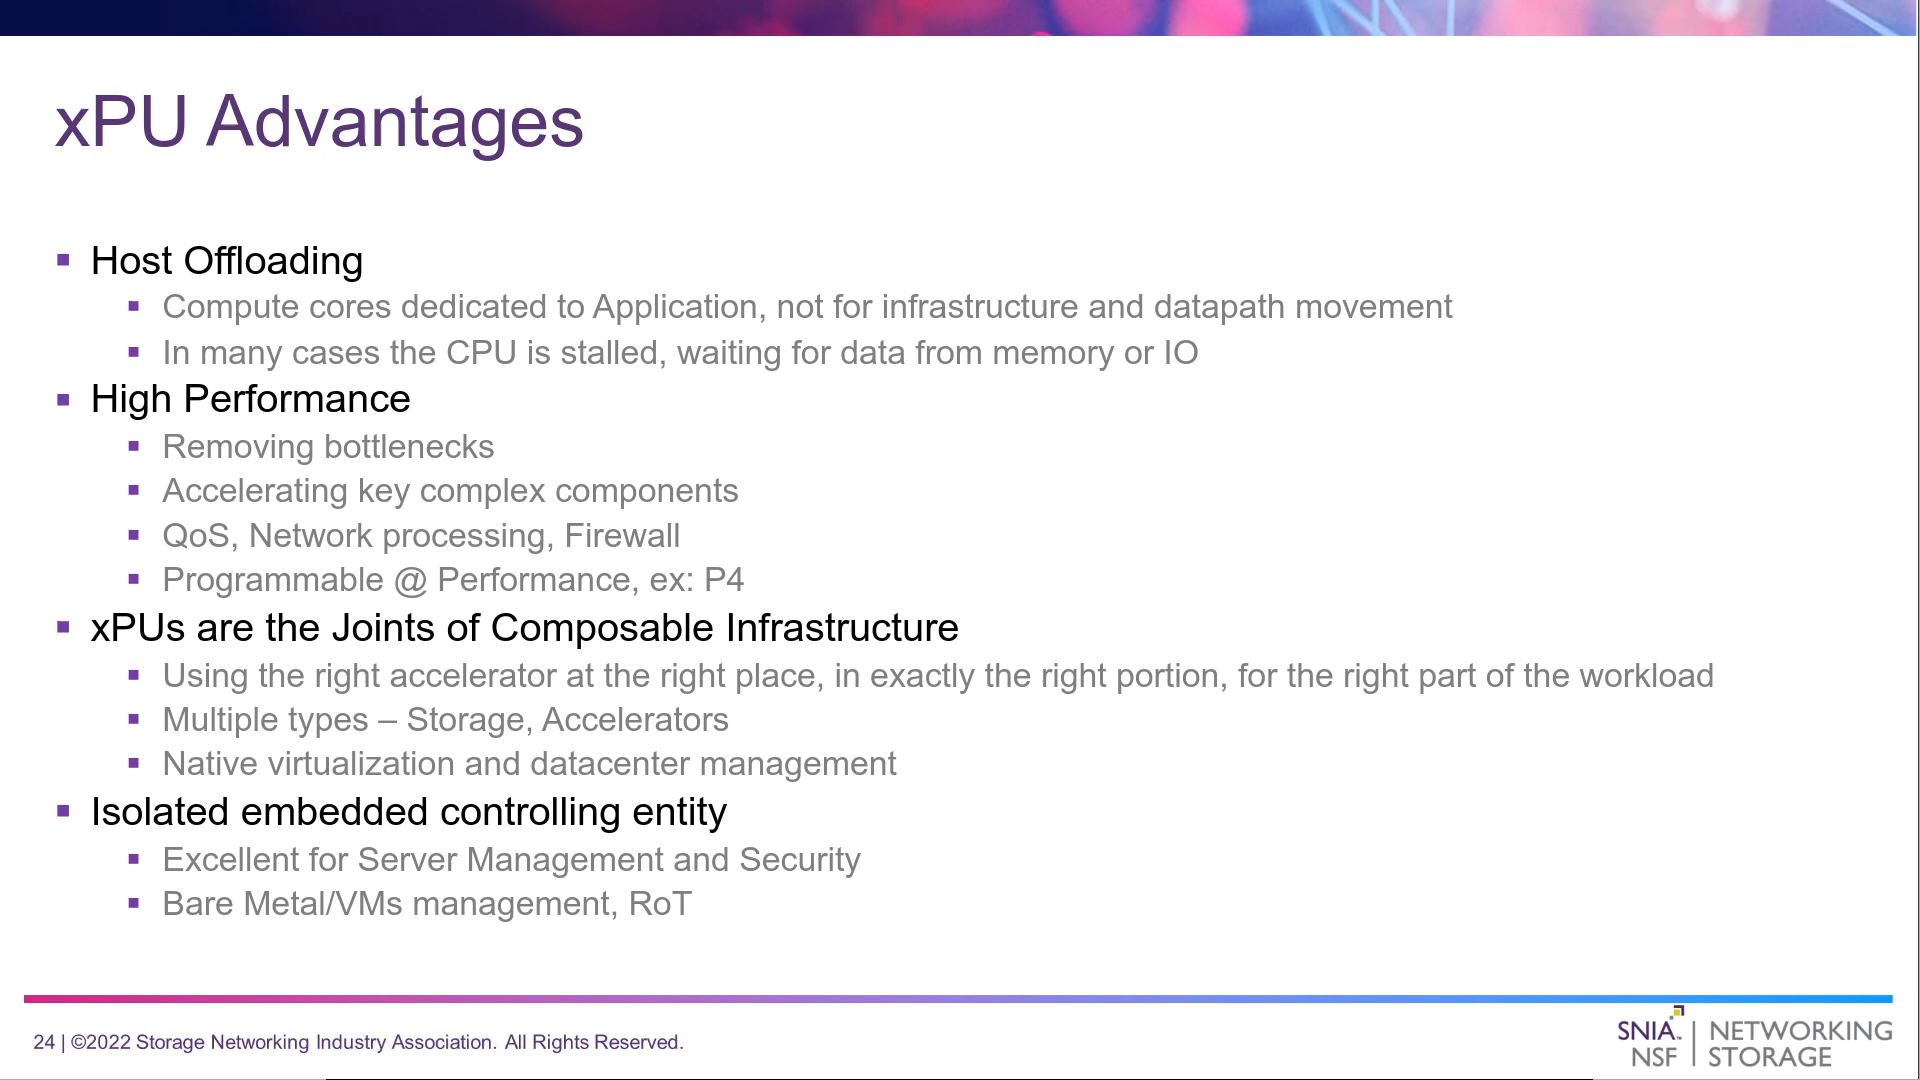 xPU Advantages
Host Offloading
Compute cores dedicated to Application, not for infrastructure and datapath movement
In many cases the CPU is stalled, waiting for data from memory or IO
High Performance
Removing bottlenecks
Accelerating key complex components
QoS, Network processing, Firewall
Programmable @ Performance, ex: P4
xPUs are the Joints of Composable Infrastructure
Using the right accelerator at the right place, in exactly the right portion, for the right part of the workload
Multiple types – Storage, Accelerators
Native virtualization and datacenter management
Isolated embedded controlling entity
Excellent for Server Management and Security
Bare Metal/VMs management, RoT
24 | ©2022 Storage Networking Industry Association. All Rights Reserved.
SNIA™ | NETWORKING
NSF | STORAGE